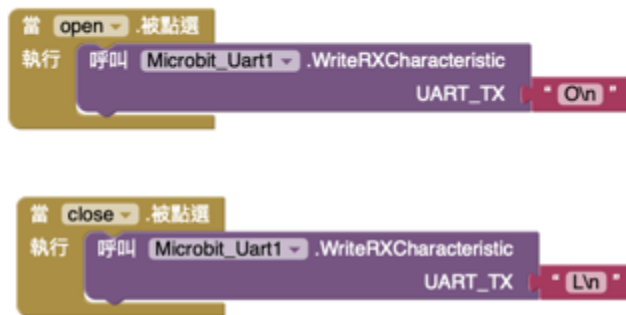 當 open .被點選
執行 呼叫 Microbit_Uart1 .WriteRXCharacteristic
UART_TX " O\n "
當 close .被點選
執行 呼叫 Microbit_Uart1 .WriteRXCharacteristic
UART_TX " L\n "